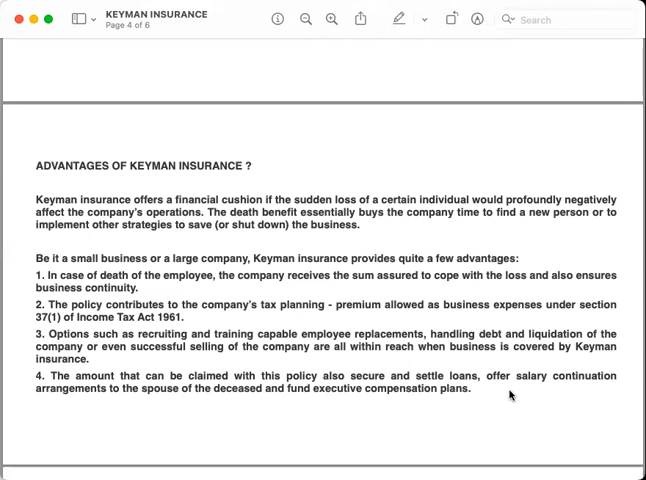 KEYMAN INSURANCE
Page 4 of 6
Search
ADVANTAGES OF KEYMAN INSURANCE ?
Keyman insurance offers a financial cushion if the sudden loss of a certain individual would profoundly negatively
affect the company's operations. The death benefit essentially buys the company time to find a new person or to
implement other strategies to save (or shut down) the business.
Be it a small business or a large company, Keyman insurance provides quite a few advantages:
1. In case of death of the employee, the company receives the sum assured to cope with the loss and also ensures
business continuity.
2. The policy contributes to the company's tax planning - premium allowed as business expenses under section
37(1) of Income Tax Act 1961.
3. Options such as recruiting and training capable employee replacements, handling debt and liquidation of the
company or even successful selling of the company are all within reach when business is covered by Keyman
insurance.
4. The amount that can be claimed with this policy also secure and settle loans, offer salary continuation
arrangements to the spouse of the deceased and fund executive compensation plans.